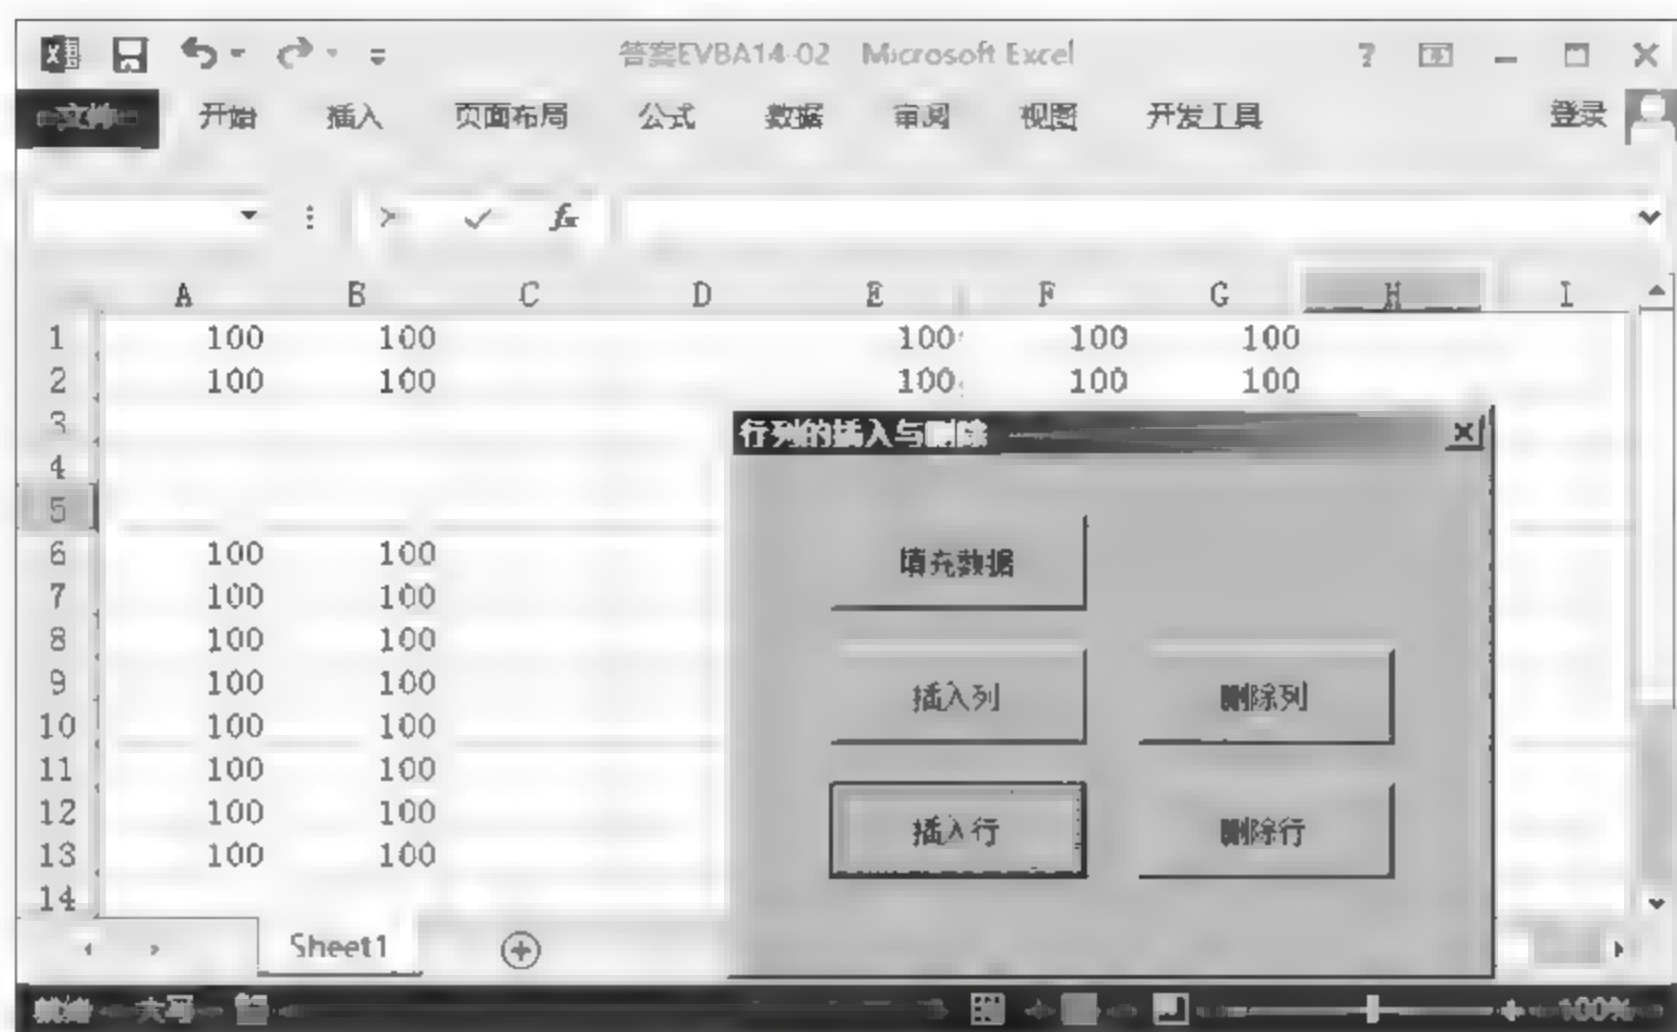 答案EVBA14-02 Microsoft Excel ?
文件 开始 插入 页面布局 公式 数据 审阅 视图 开发工具 登录
fx
A B C D E F G H I
1 100 100 100 100 100
2 100 100 100 100 100
3
4
5
6 100 100
7 100 100
8 100 100
9 100 100
10 100 100
11 100 100
12 100 100
13 100 100
14
行列的插入与删除
填充数据
插入列 删除列
插入行 删除行
Sheet1
就绪 大写 100%